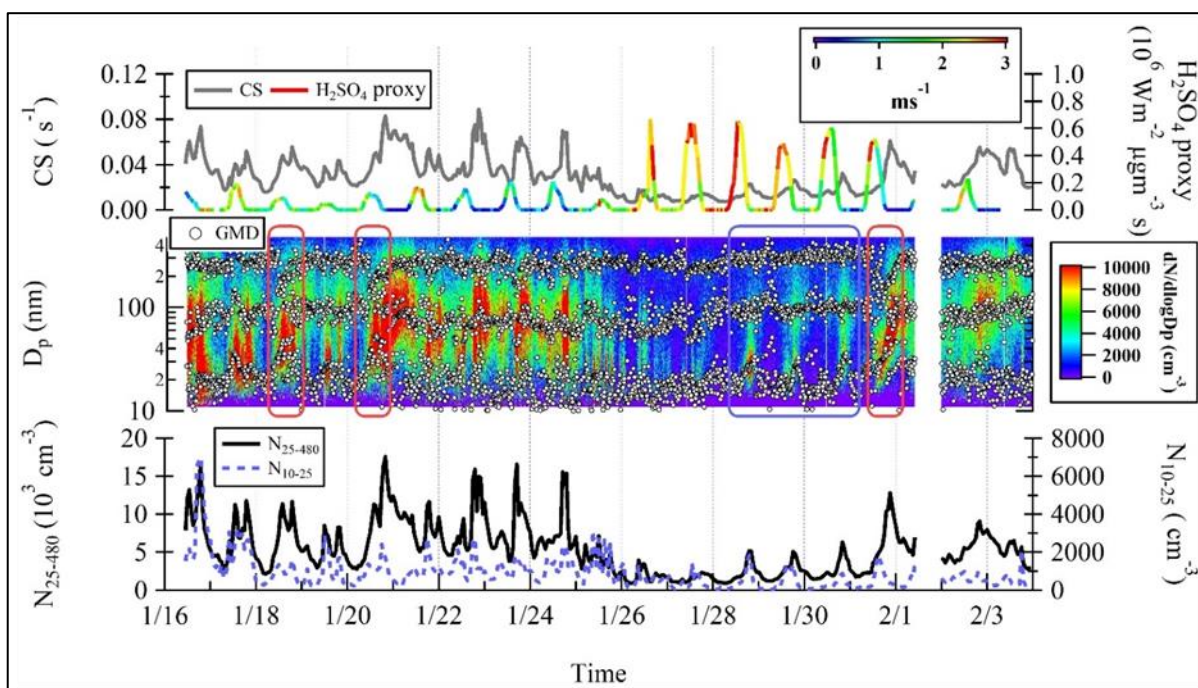 0 1 2 3
ms⁻¹
CS H₂SO₄ proxy
CS (s⁻¹)
0.12
0.08
0.04
0.00
1.0
0.8
0.6
0.4
0.2
0.0
H₂SO₄ proxy
(10⁶ Wm⁻² µgm⁻³ s)
GMD
Dₚ (nm)
4
2
100
4
2
10
10000
8000
6000
4000
2000
0
dN/dlogDp (cm⁻³)
N₂₅₋₄₈₀
N₁₀₋₂₅
N₂₅₋₄₈₀ (10³ cm⁻³)
20
15
10
5
0
8000
6000
4000
2000
0
N₁₀₋₂₅ (cm⁻³)
1/16 1/18 1/20 1/22 1/24 1/26 1/28 1/30 2/1 2/3
Time